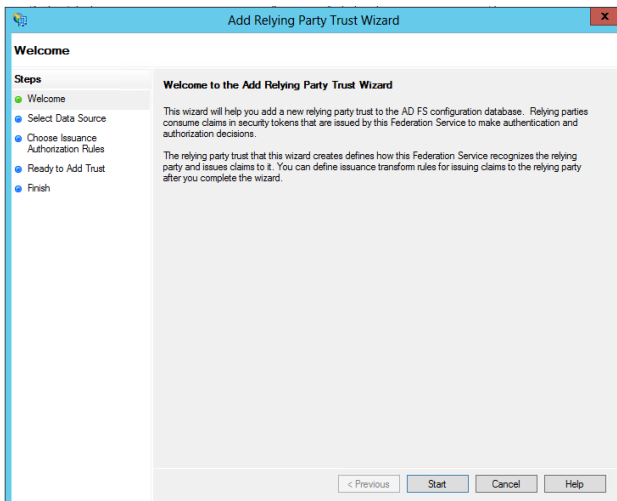 Add Relying Party Trust Wizard
x
Welcome
Steps
Welcome
Select Data Source
Choose Issuance
Authorization Rules
Ready to Add Trust
Finish
Welcome to the Add Relying Party Trust Wizard
This wizard will help you add a new relying party trust to the AD FS configuration database. Relying parties
consume claims in security tokens that are issued by this Federation Service to make authentication and
authorization decisions.
The relying party trust that this wizard creates defines how this Federation Service recognizes the relying
party and issues claims to it. You can define issuance transform rules for issuing claims to the relying party
after you complete the wizard.
< Previous
Start
Cancel
Help